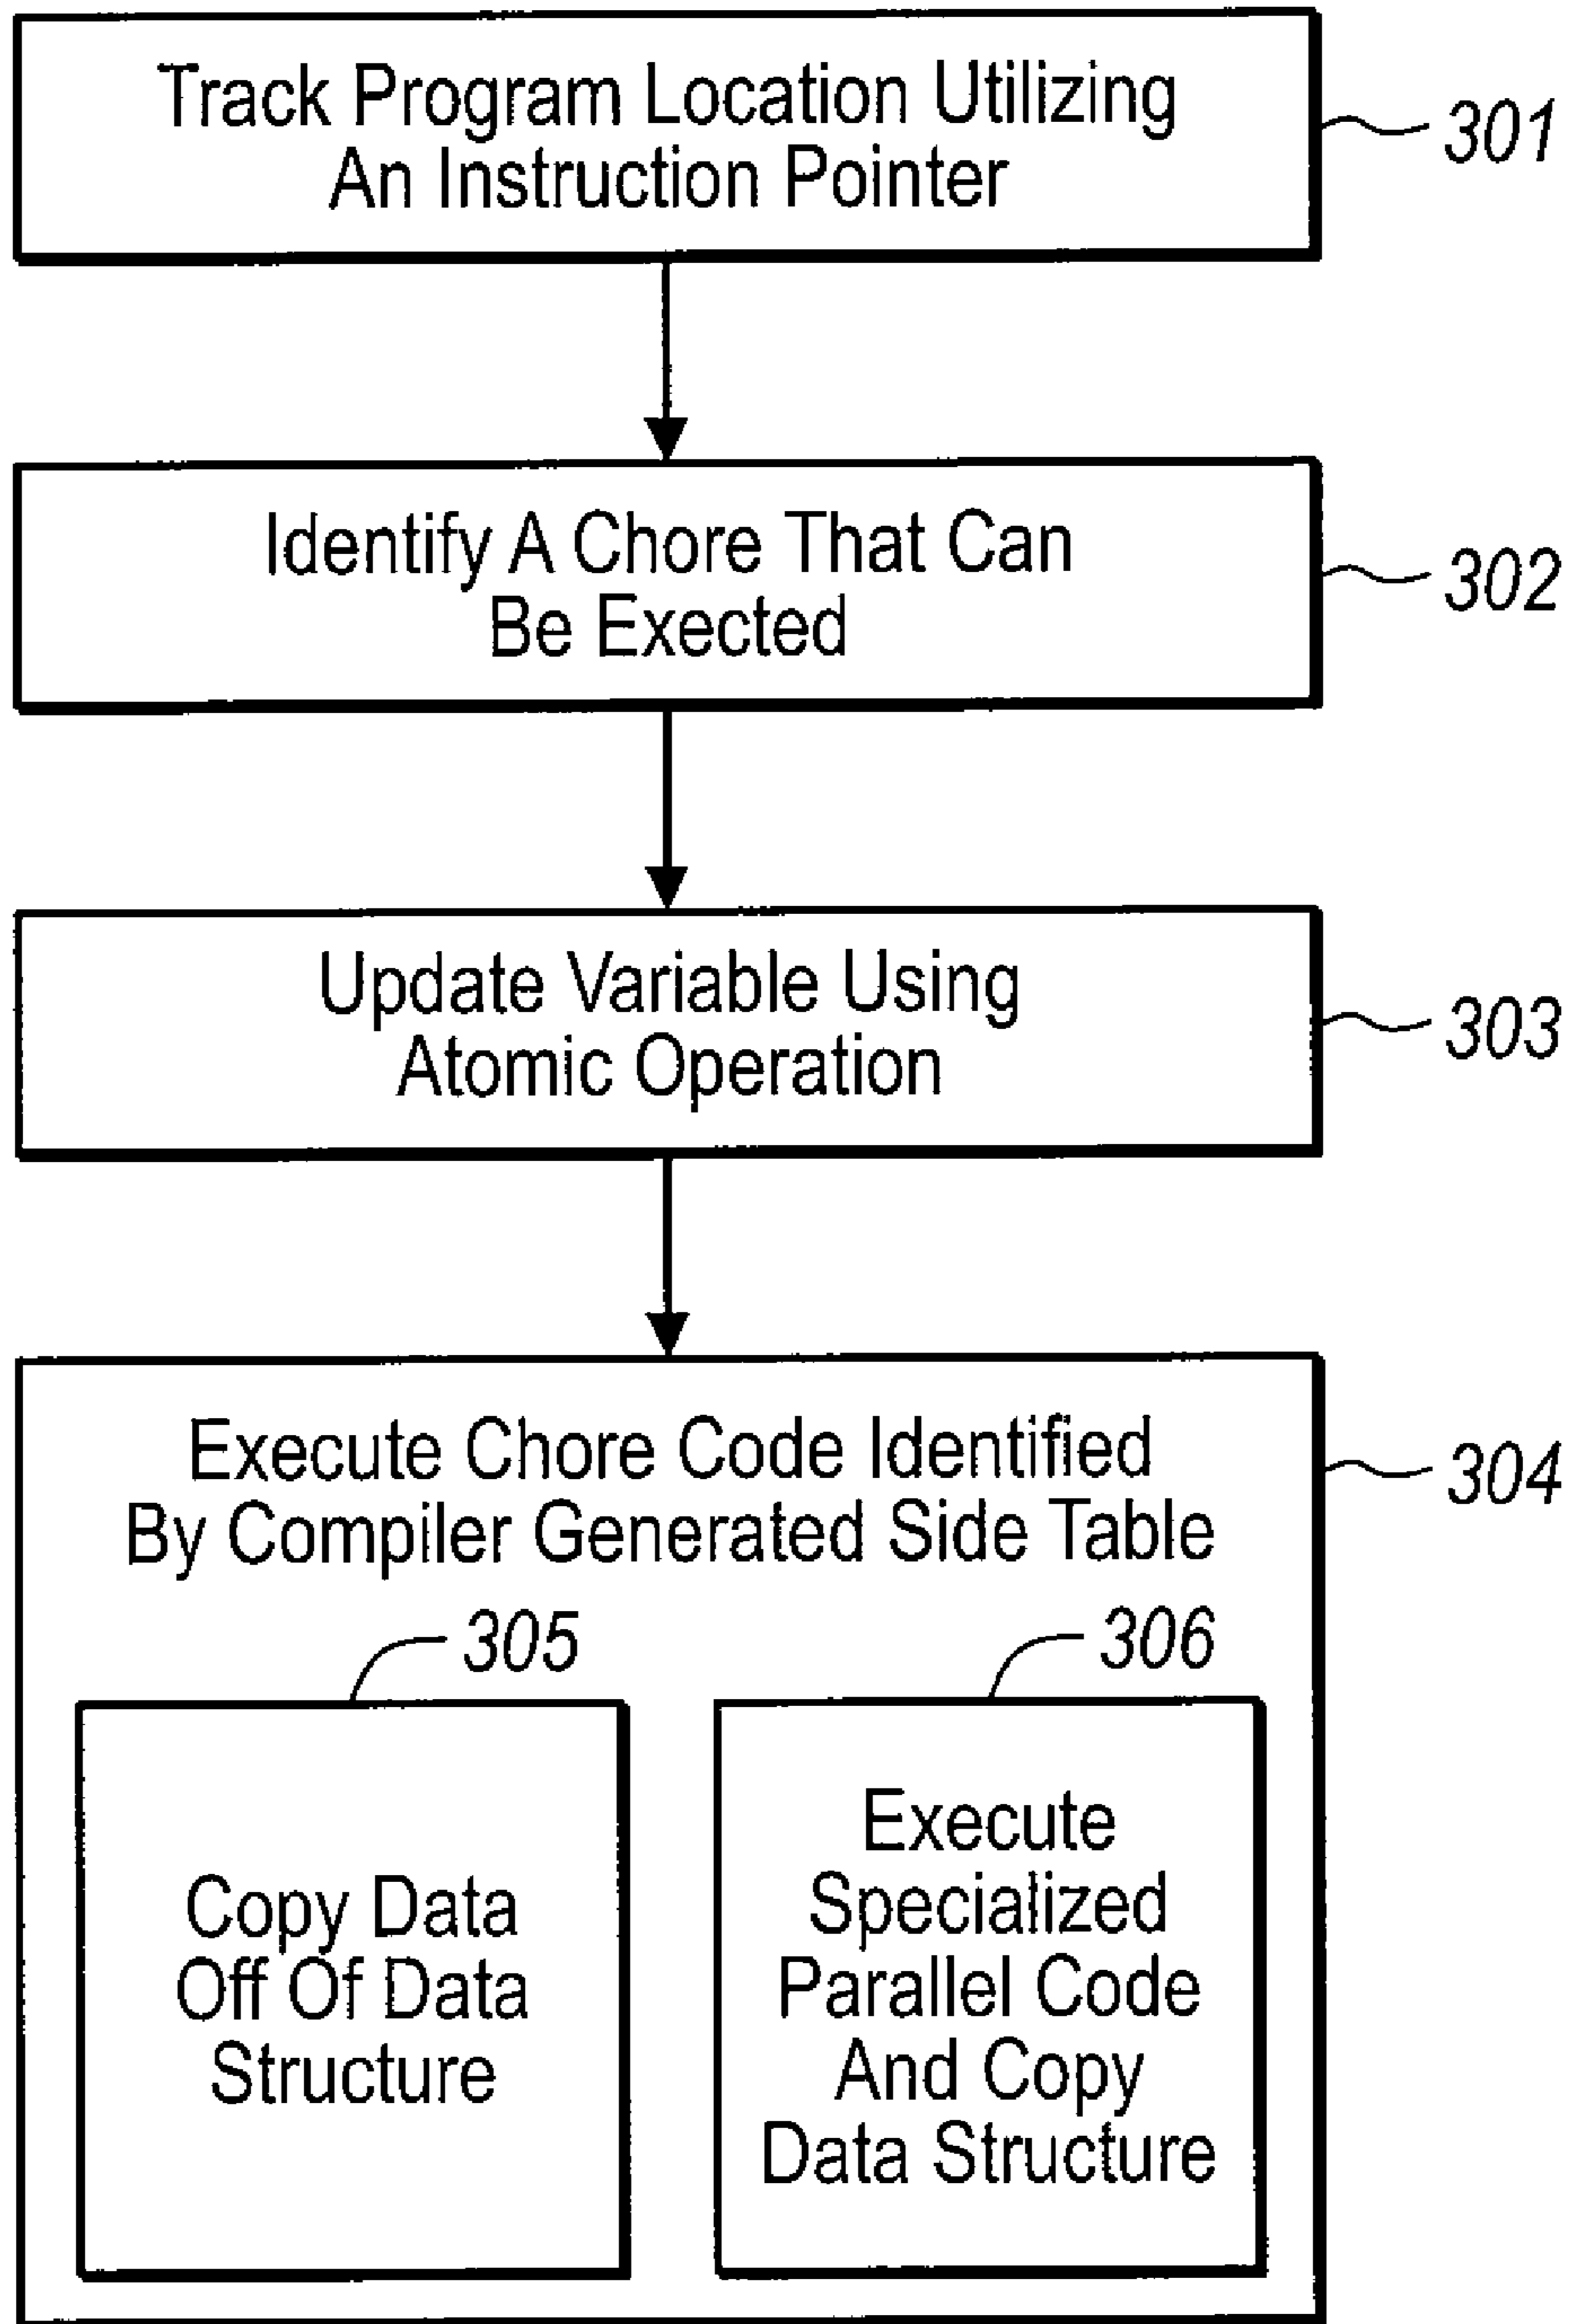 Track Program Location Utilizing
An Instruction Pointer
301
Identify A Chore That Can
Be Exected
302
Update Variable Using
Atomic Operation
303
Execute Chore Code Identified
By Compiler Generated Side Table
304
305
Copy Data
Off Of Data
Structure
306
Execute
Specialized
Parallel Code
And Copy
Data Structure